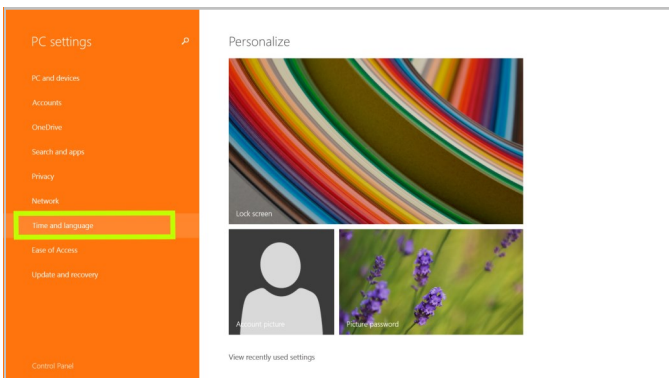 PC settings
PC and devices
Accounts
OneDrive
Search and apps
Privacy
Network
Time and language
Ease of Access
Update and recovery
Control Panel
Personalize
Lock screen
Account picture
Picture password
View recently used settings